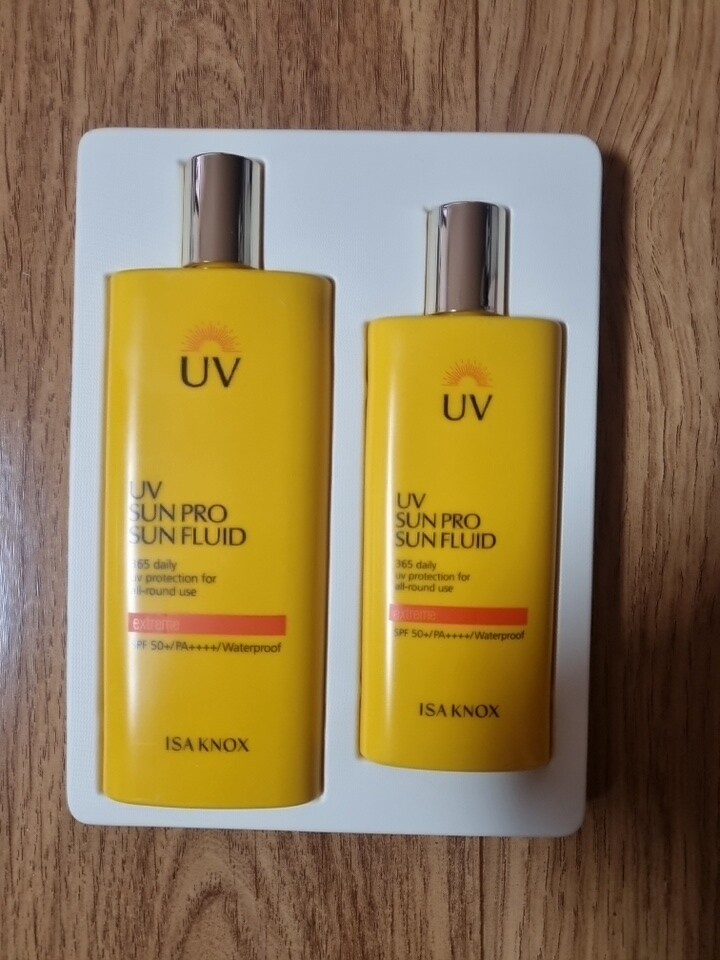 UV
UV
SUN PRO
SUN FLUID
365 daily
uv protection for
all-round use
extreme
SPF 50+/PA++++/Waterproof
ISA KNOX
UV
UV
SUN PRO
SUN FLUID
365 daily
uv protection for
all-round use
extreme
SPF 50+/PA++++/Waterproof
ISA KNOX